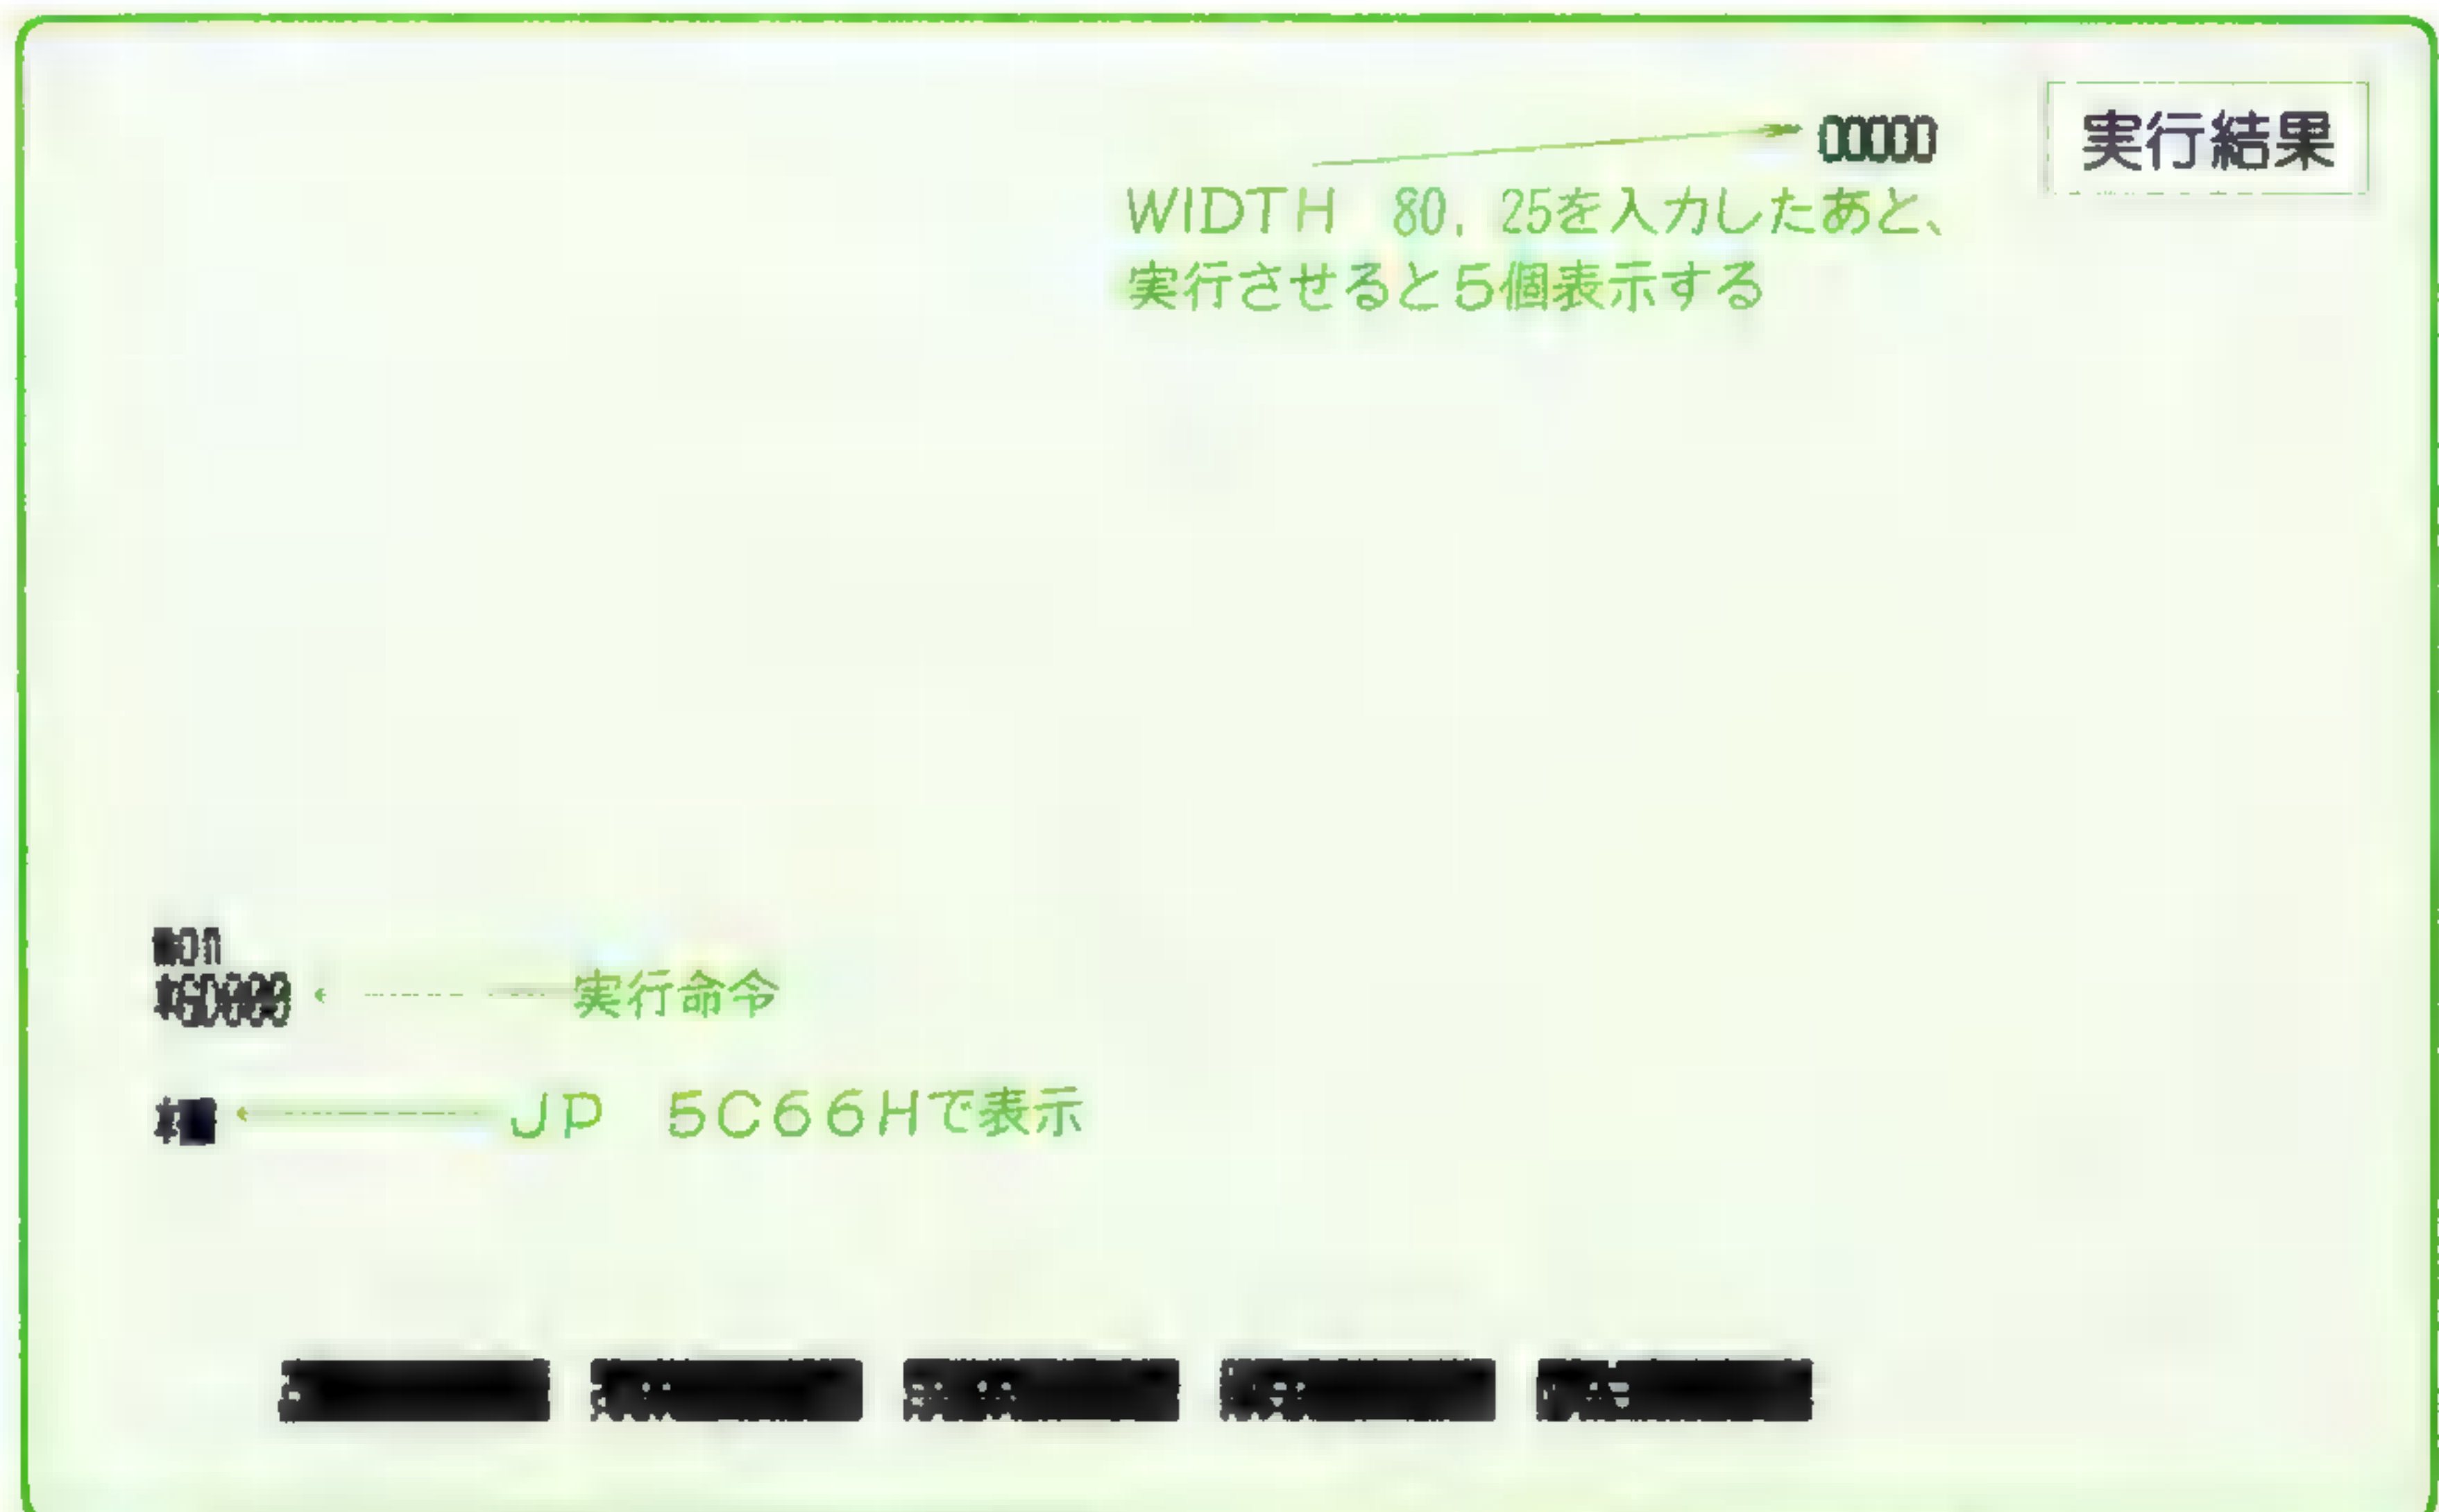 00000
実行結果
WIDTH 80, 25を入力したあと、
実行させると5個表示する
mon
実行命令
JP 5C66Hで表示